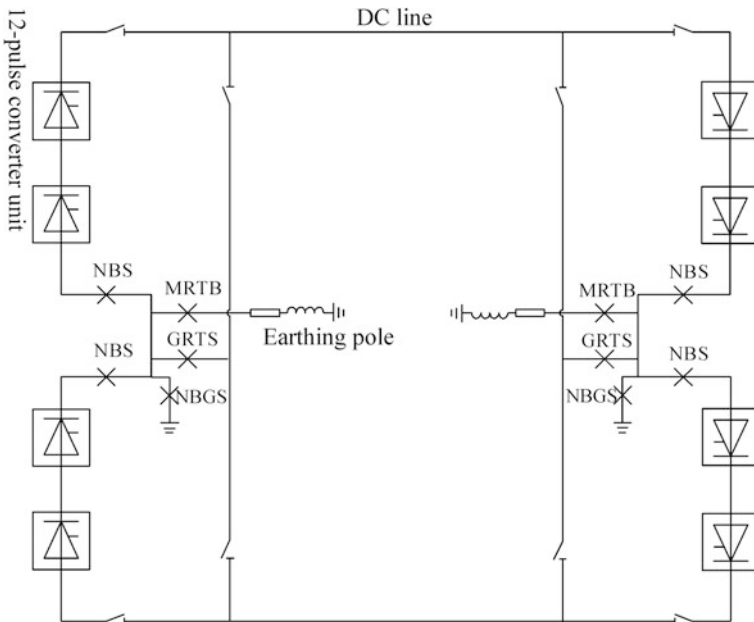 DC line
12-pulse converter unit
NBS
NBS
MRTB
MRTB
Earthing pole
GRTS
GRTS
NBS
NBS
NBGS
NBGS